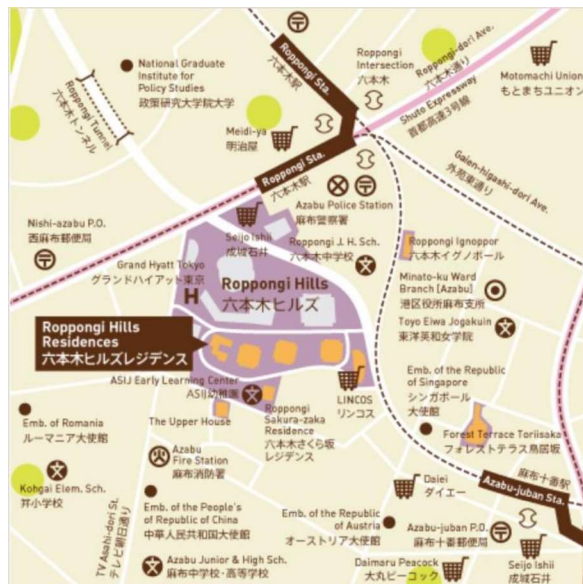 Roppongi Sta.
六本木駅
Roppongi
Intersection
六本木
Roppongi-dori Ave.
六本木通り
Shuto Expressway
首都高速3号線
Motomachi Union
もとまちユニオン
National Graduate
Institute for
Policy Studies
政策研究大学院大学
Roppongi Tunnel
六本木トンネル
Meidi-ya
明治屋
Roppongi Sta.
六本木駅
Gaien-higashi-dori Ave.
外苑東通り
Azabu Police Station
麻布警察署
Nishi-azabu P.O.
西麻布郵便局
Seijo Ishii
成城石井
Roppongi J. H. Sch.
六本木中学校
Roppongi Ignoppor
六本木イグノポール
Grand Hyatt Tokyo
グランドハイアット東京
H
Roppongi Hills
六本木ヒルズ
Minato-ku Ward
Branch [Azabu]
港区役所麻布支所
Toyo Eiwa Jogakuin
東洋英和女学院
Roppongi Hills
Residences
六本木ヒルズレジデンス
ASIJ Early Learning Center
ASIJ幼稚園
LINCOS
リンコス
Emb. of the Republic
of Singapore
シンガポール
大使館
Emb. of Romania
ルーマニア大使館
The Upper House
Roppongi
Sakura-zaka
Residence
六本木さくら坂
レジデンス
Forest Terrace Toriisaka
フォレストテラス鳥居坂
Azabu
Fire Station
麻布消防署
Kohgai Elem. Sch.
笄小学校
TV Asahi-dori St.
テレビ朝日通り
Emb. of the People's
of Republic of China
中華人民共和国大使館
Daiei
ダイエー
麻布十番駅
Azabu-juban Sta.
Emb. of the Republic
of Austria
オーストリア大使館
Azabu-juban P.O.
麻布十番郵便局
Azabu Junior & High Sch.
麻布中学校・高等学校
Daimaru Peacock
大丸ピーコック
Seijo Ishii
成城石井